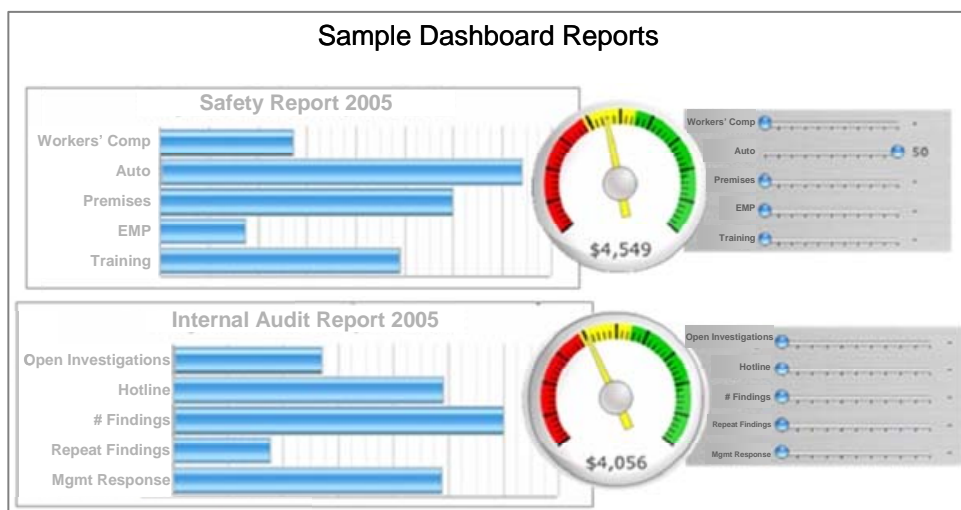 Sample Dashboard Reports
Safety Report 2005
Workers' Comp
Auto
Premises
EMP
Training
$4,549
Workers' Comp
Auto
50
Premises
EMP
Training
Internal Audit Report 2005
Open Investigations
Hotline
# Findings
Repeat Findings
Mgmt Response
$4,056
Open Investigations
Hotline
# Findings
Repeat Findings
Mgmt Response